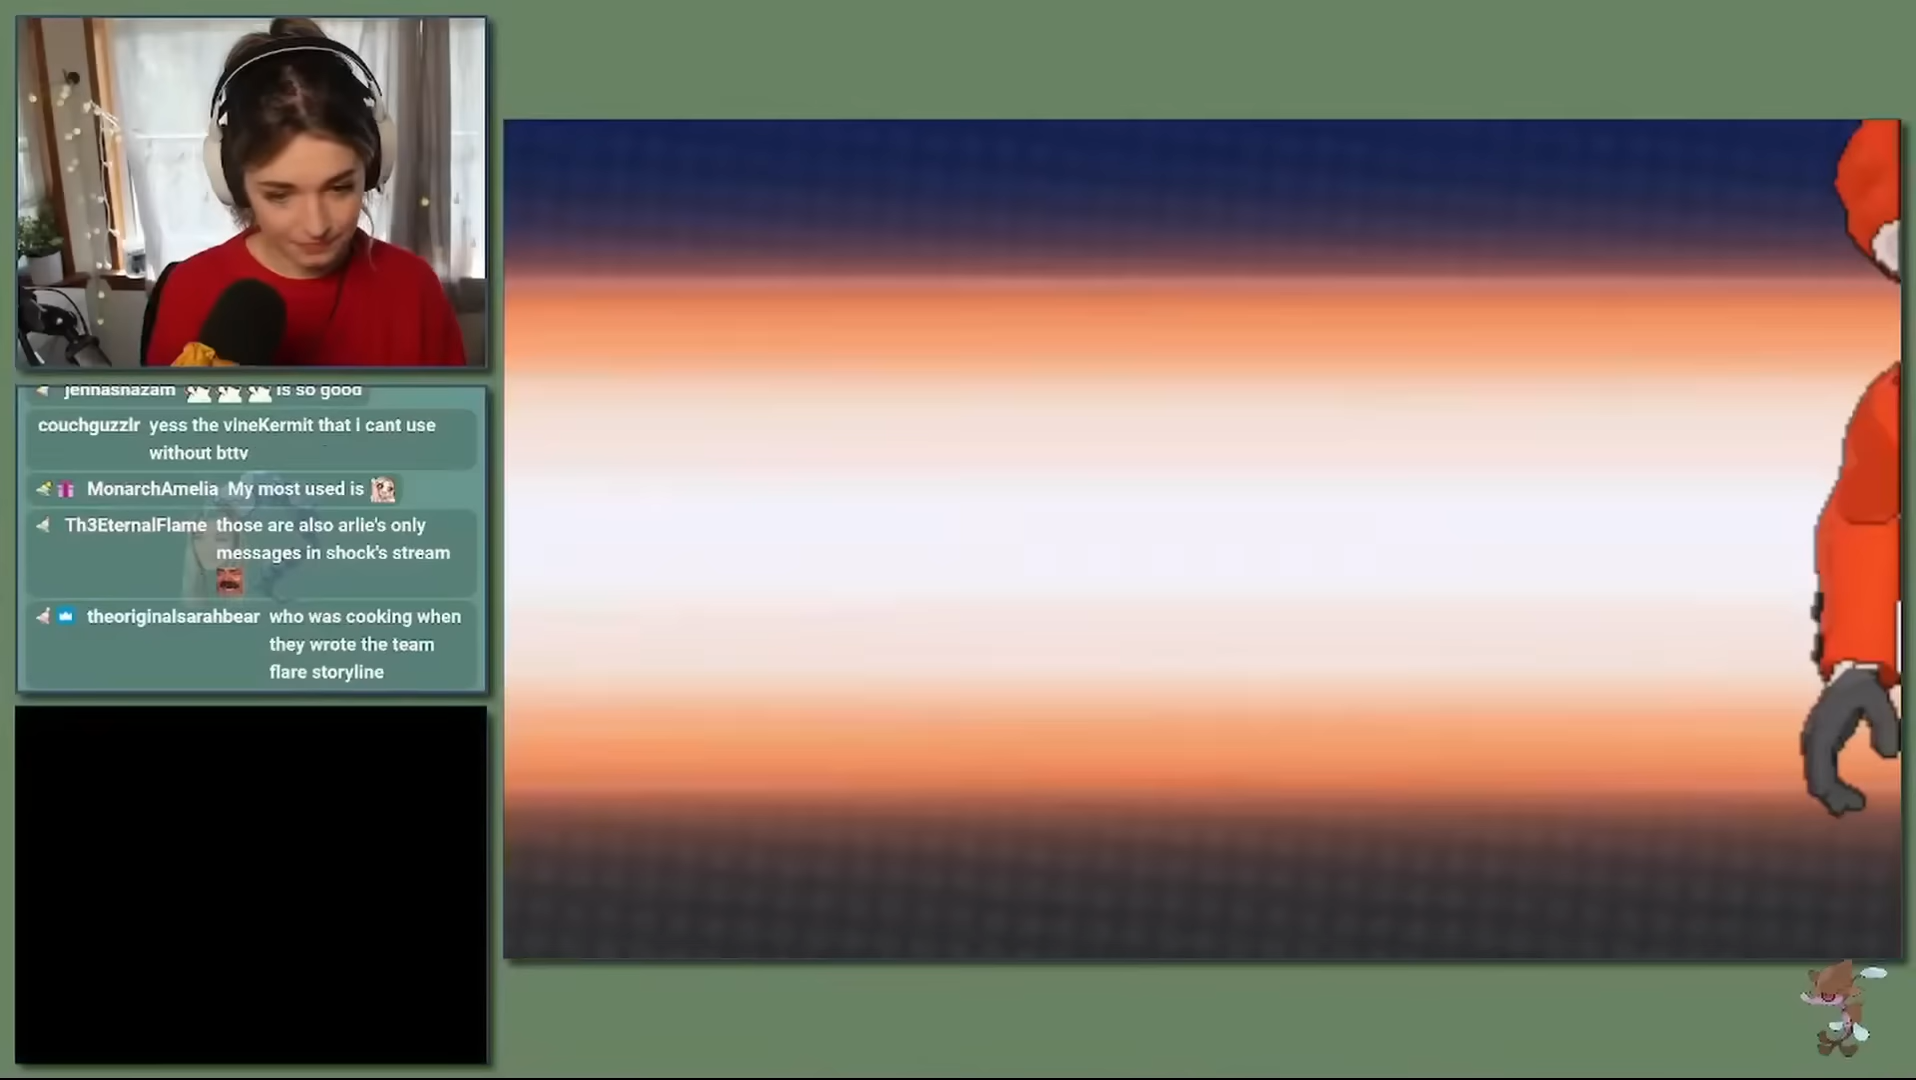 jennashazam is so good
couchguzzlr yess the vineKermit that i cant use
without bttv
MonarchAmelia My most used is
Th3EternalFlame those are also arlie's only
messages in shock's stream
theoriginalsarahbear who was cooking when
they wrote the team
flare storyline